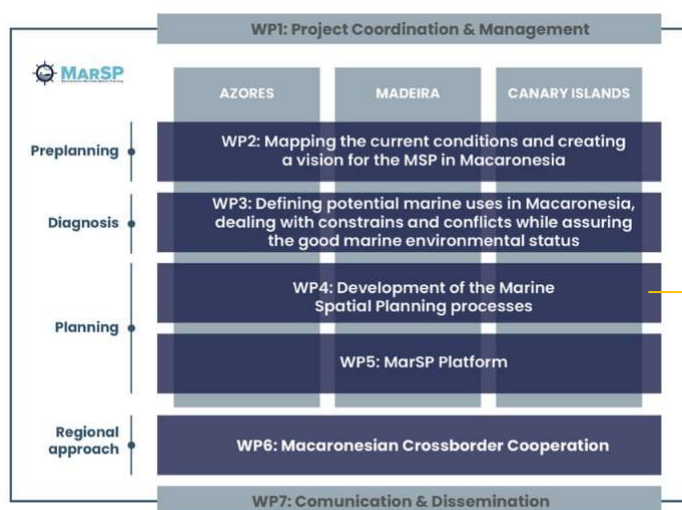 WP1: Project Coordination & Management
MarSP
AZORES
MADEIRA
CANARY ISLANDS
Preplanning
WP2: Mapping the current conditions and creating
a vision for the MSP in Macaronesia
Diagnosis
WP3: Defining potential marine uses in Macaronesia,
dealing with constrains and conflicts while assuring
the good marine environmental status
Planning
WP4: Development of the Marine
Spatial Planning processes
WP5: MarSP Platform
Regional
approach
WP6: Macaronesian Crossborder Cooperation
WP7: Comunication & Dissemination